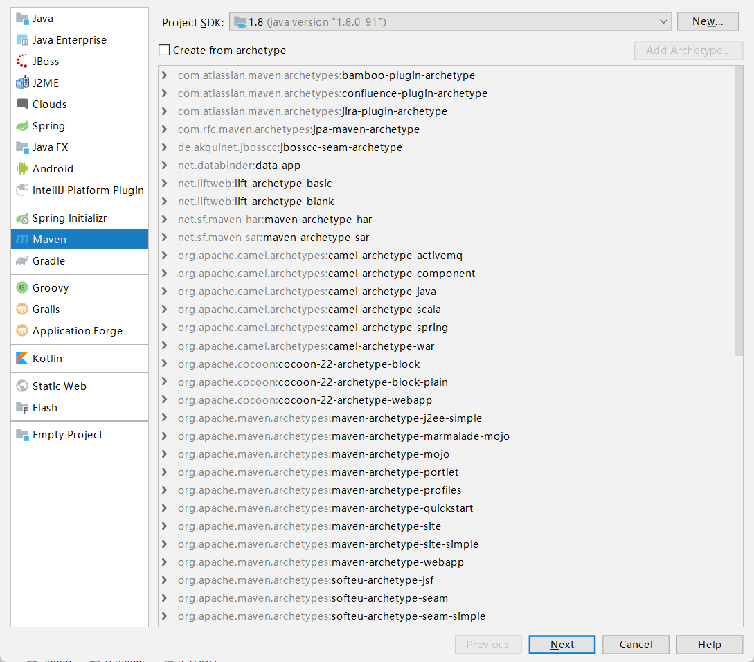 Java
Java Enterprise
JBoss
J2ME
Clouds
Spring
Java FX
Android
IntelliJ Platform Plugin
Spring Initializr
Maven
Gradle
Groovy
Grails
Application Forge
Kotlin
Static Web
Flash
Empty Project
Project SDK: 1.8 (java version "1.8.0_91") New...
Create from archetype Add Archetype...
com.atlassian.maven.archetypes:bamboo-plugin-archetype
com.atlassian.maven.archetypes:confluence-plugin-archetype
com.atlassian.maven.archetypes:jira-plugin-archetype
com.rfc.maven.archetypes:jpa-maven-archetype
de.akquinet.jbosscc:jbosscc-seam-archetype
net.databinder:data-app
net.liftweb:lift-archetype-basic
net.liftweb:lift-archetype-blank
net.sf.maven-har:maven-archetype-har
net.sf.maven-sar:maven-archetype-sar
org.apache.camel.archetypes:camel-archetype-activemq
org.apache.camel.archetypes:camel-archetype-component
org.apache.camel.archetypes:camel-archetype-java
org.apache.camel.archetypes:camel-archetype-scala
org.apache.camel.archetypes:camel-archetype-spring
org.apache.camel.archetypes:camel-archetype-war
org.apache.cocoon:cocoon-22-archetype-block
org.apache.cocoon:cocoon-22-archetype-block-plain
org.apache.cocoon:cocoon-22-archetype-webapp
org.apache.maven.archetypes:maven-archetype-j2ee-simple
org.apache.maven.archetypes:maven-archetype-marmalade-mojo
org.apache.maven.archetypes:maven-archetype-mojo
org.apache.maven.archetypes:maven-archetype-portlet
org.apache.maven.archetypes:maven-archetype-profiles
org.apache.maven.archetypes:maven-archetype-quickstart
org.apache.maven.archetypes:maven-archetype-site
org.apache.maven.archetypes:maven-archetype-site-simple
org.apache.maven.archetypes:maven-archetype-webapp
org.apache.maven.archetypes:softeu-archetype-jsf
org.apache.maven.archetypes:softeu-archetype-seam
org.apache.maven.archetypes:softeu-archetype-seam-simple
Previous Next Cancel Help